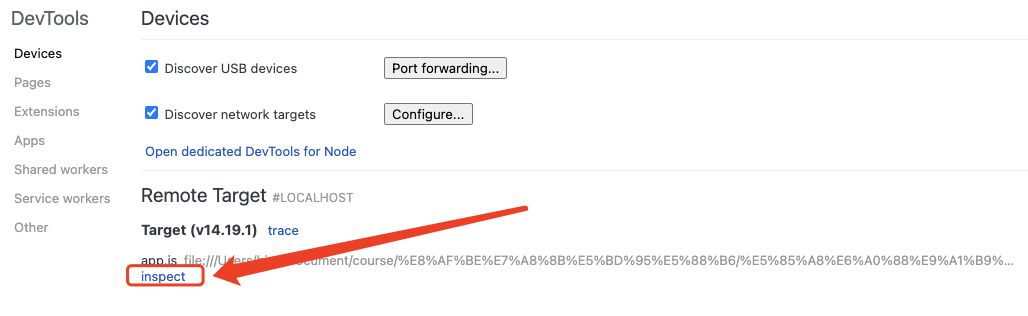 DevTools
Devices
Pages
Extensions
Apps
Shared workers
Service workers
Other
Devices
Discover USB devices Port forwarding...
Discover network targets Configure...
Open dedicated DevTools for Node
Remote Target #LOCALHOST
Target (v14.19.1) trace
app.js file:///Users/ ocument/course/%E8%AF%BE%E7%A8%8B%E5%BD%95%E5%88%B6/%E5%85%A8%E6%A0%88%E9%A1%B9%...
inspect